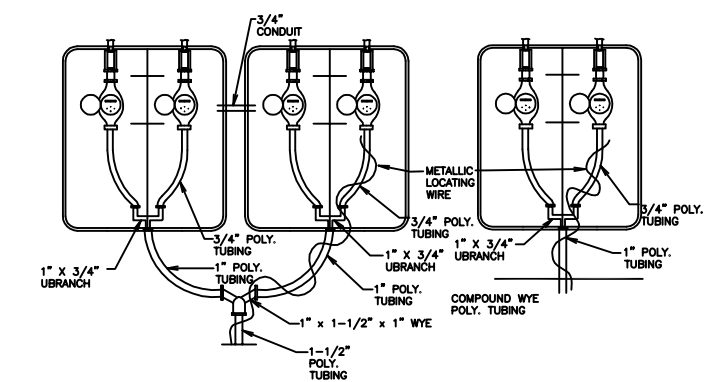 3/4"
CONDUIT
METALLIC
LOCATING
WIRE
3/4" POLY.
TUBING
3/4" POLY.
TUBING
3/4" POLY.
TUBING
1" X 3/4"
UBRANCH
1" POLY.
TUBING
1" X 3/4"
UBRANCH
1" X 3/4"
UBRANCH
1" POLY.
TUBING
1" POLY.
TUBING
COMPOUND WYE
POLY. TUBING
1" x 1-1/2" x 1" WYE
1-1/2"
POLY.
TUBING